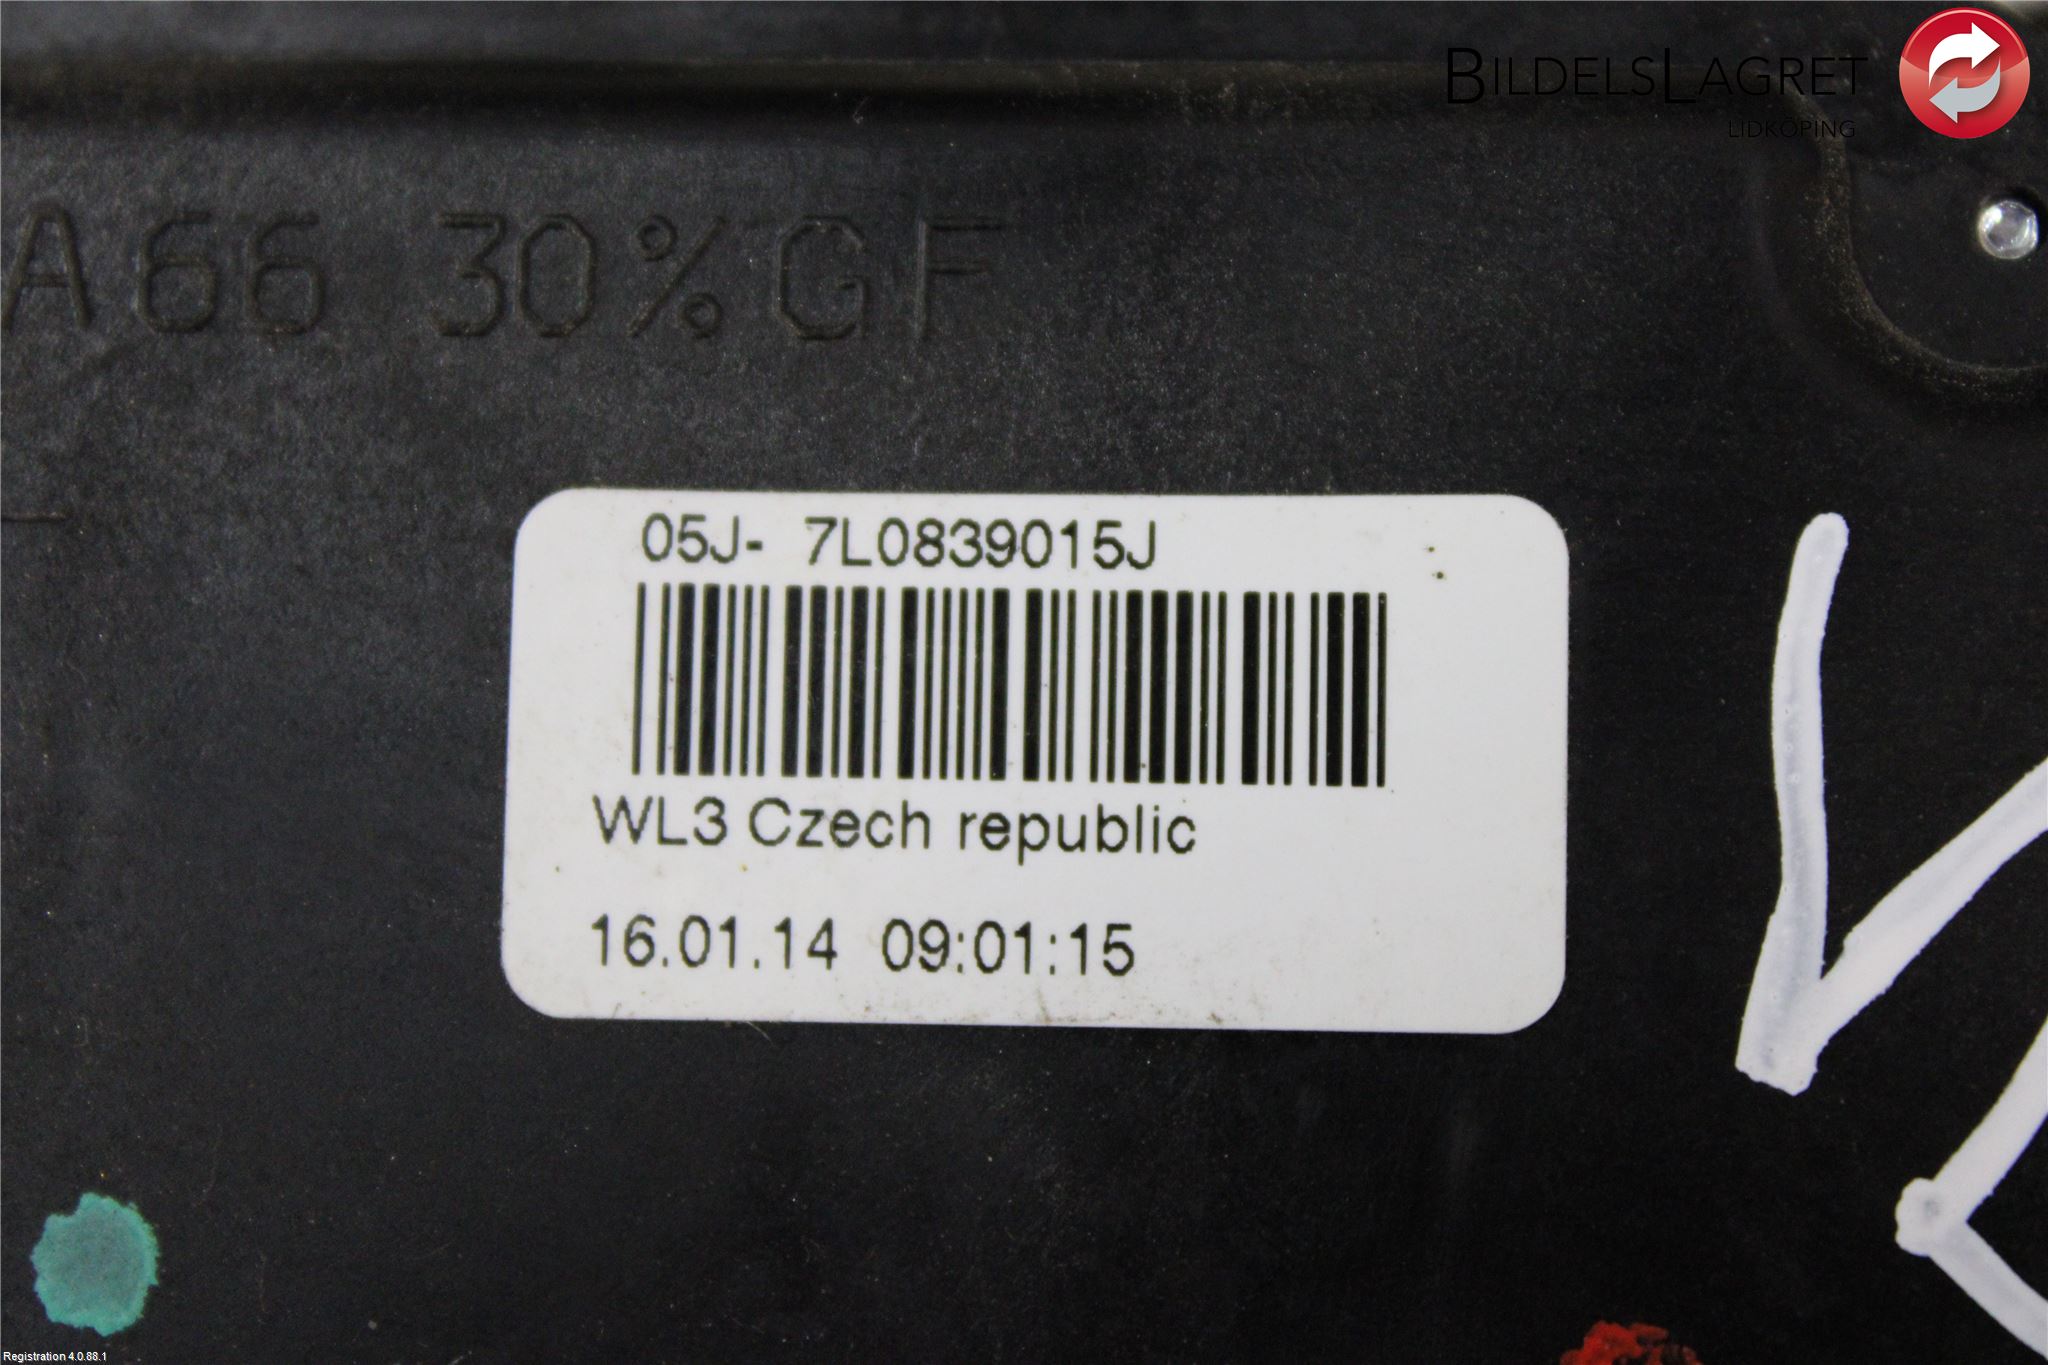 BILDELSLAGRET
LIDKÖPING
A66 30%GF
05J- 7L0839015J
WL3 Czech republic
16.01.14 09:01:15
Registration 4.0.88.1